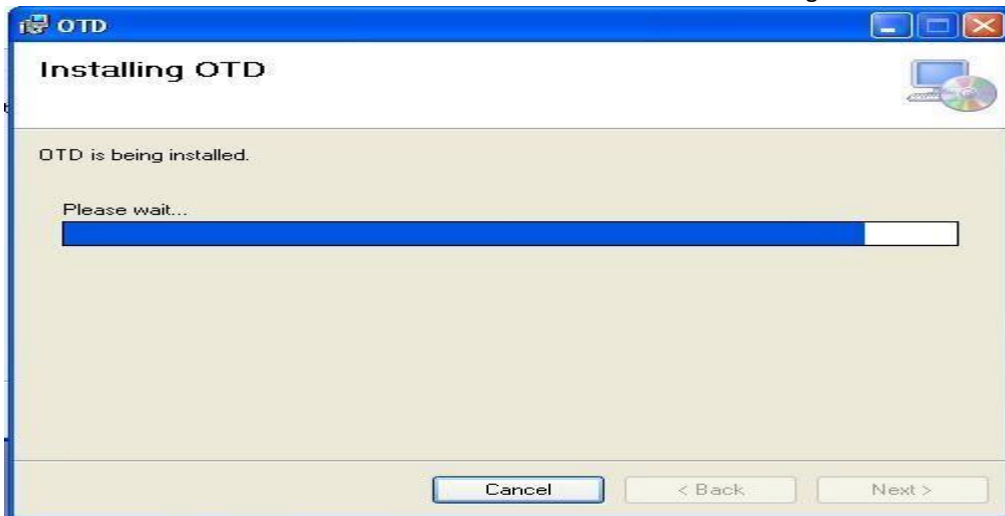 OTD
Installing OTD
OTD is being installed.
Please wait...
Cancel
< Back
Next >